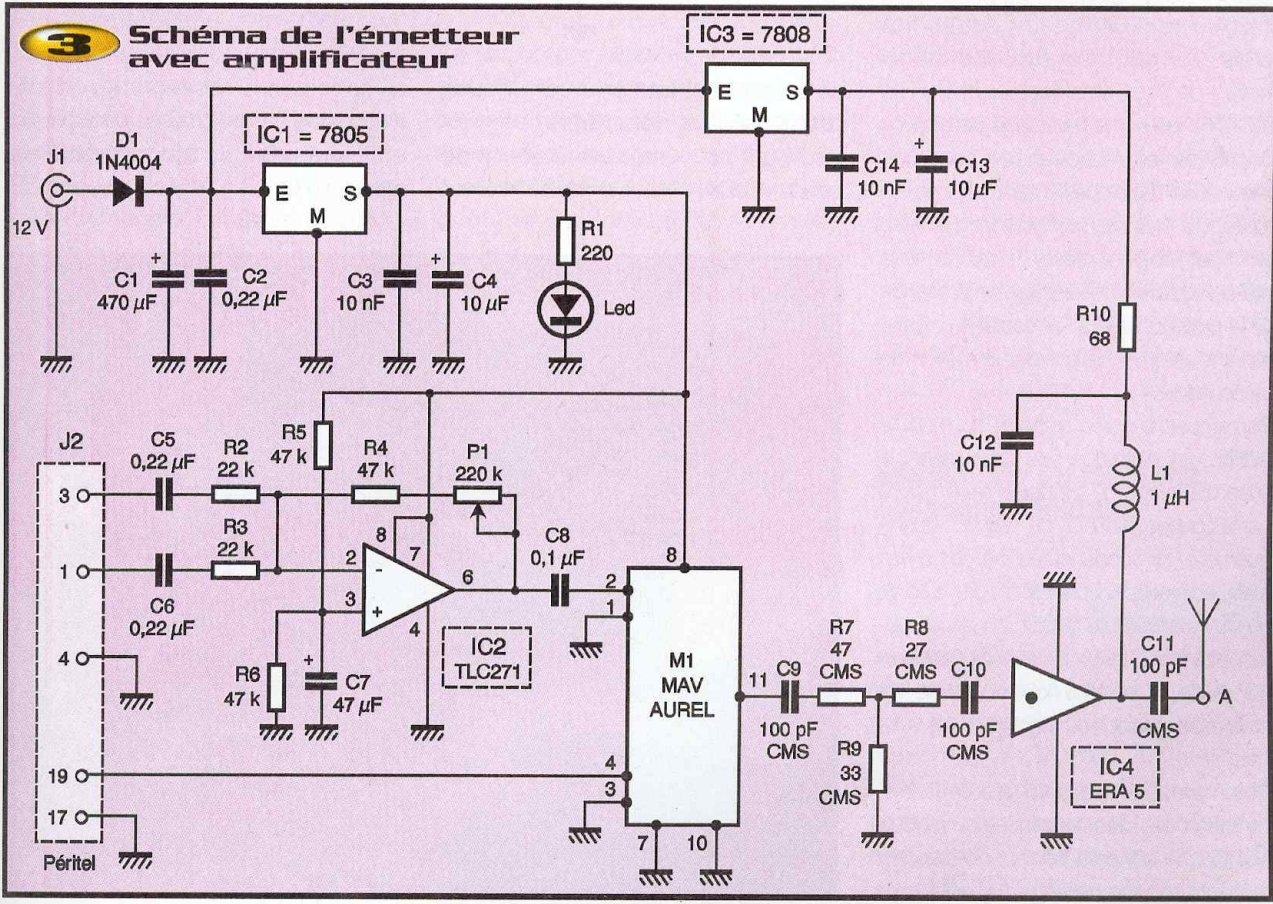 3
Schéma de l'émetteur
avec amplificateur
IC3 = 7808
E S
M
C14
10 nF
+
C13
10 µF
IC1 = 7805
D1
1N4004
J1
12 V
E S
M
+
C1
470 µF
C2
0,22 µF
C3
10 nF
+
C4
10 µF
R1
220
Led
R10
68
C12
10 nF
L1
1 µH
J2
3
1
4
19
17
Péritel
C5
0,22 µF
R2
22 k
R3
22 k
C6
0,22 µF
R5
47 k
R4
47 k
P1
220 k
8
7
2
-
3
+
6
4
IC2
TLC271
R6
47 k
+
C7
47 µF
C8
0,1 µF
8
2
1
M1
MAV
AUREL
11
4
3
7
10
C9
100 pF
CMS
R7
47
CMS
R8
27
CMS
R9
33
CMS
C10
100 pF
CMS
IC4
ERA 5
C11
100 pF
CMS
A